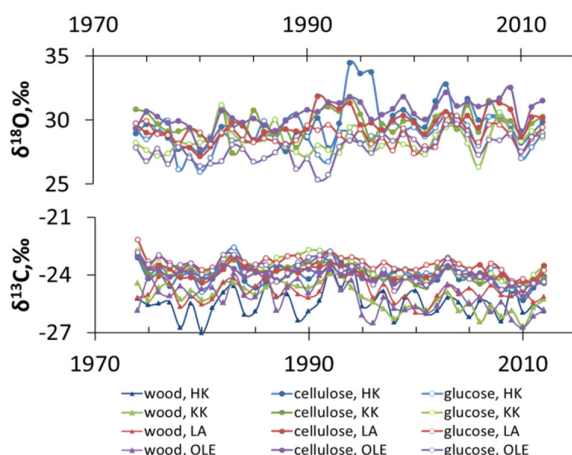 1970 1990 2010
35
30
25
δ18O,‰
-21
-24
-27
δ13C,‰
1970 1990 2010
wood, HK cellulose, HK glucose, HK
wood, KK cellulose, KK glucose, KK
wood, LA cellulose, LA glucose, LA
wood, OLE cellulose, OLE glucose, OLE